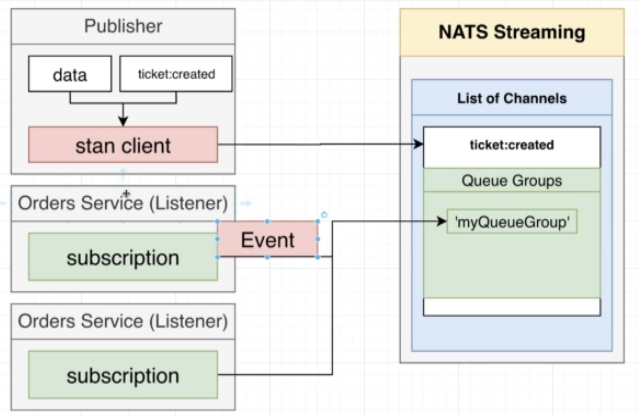 Publisher
data
ticket:created
stan client
Orders Service (Listener)
subscription
Event
Orders Service (Listener)
subscription
NATS Streaming
List of Channels
ticket:created
Queue Groups
'myQueueGroup'